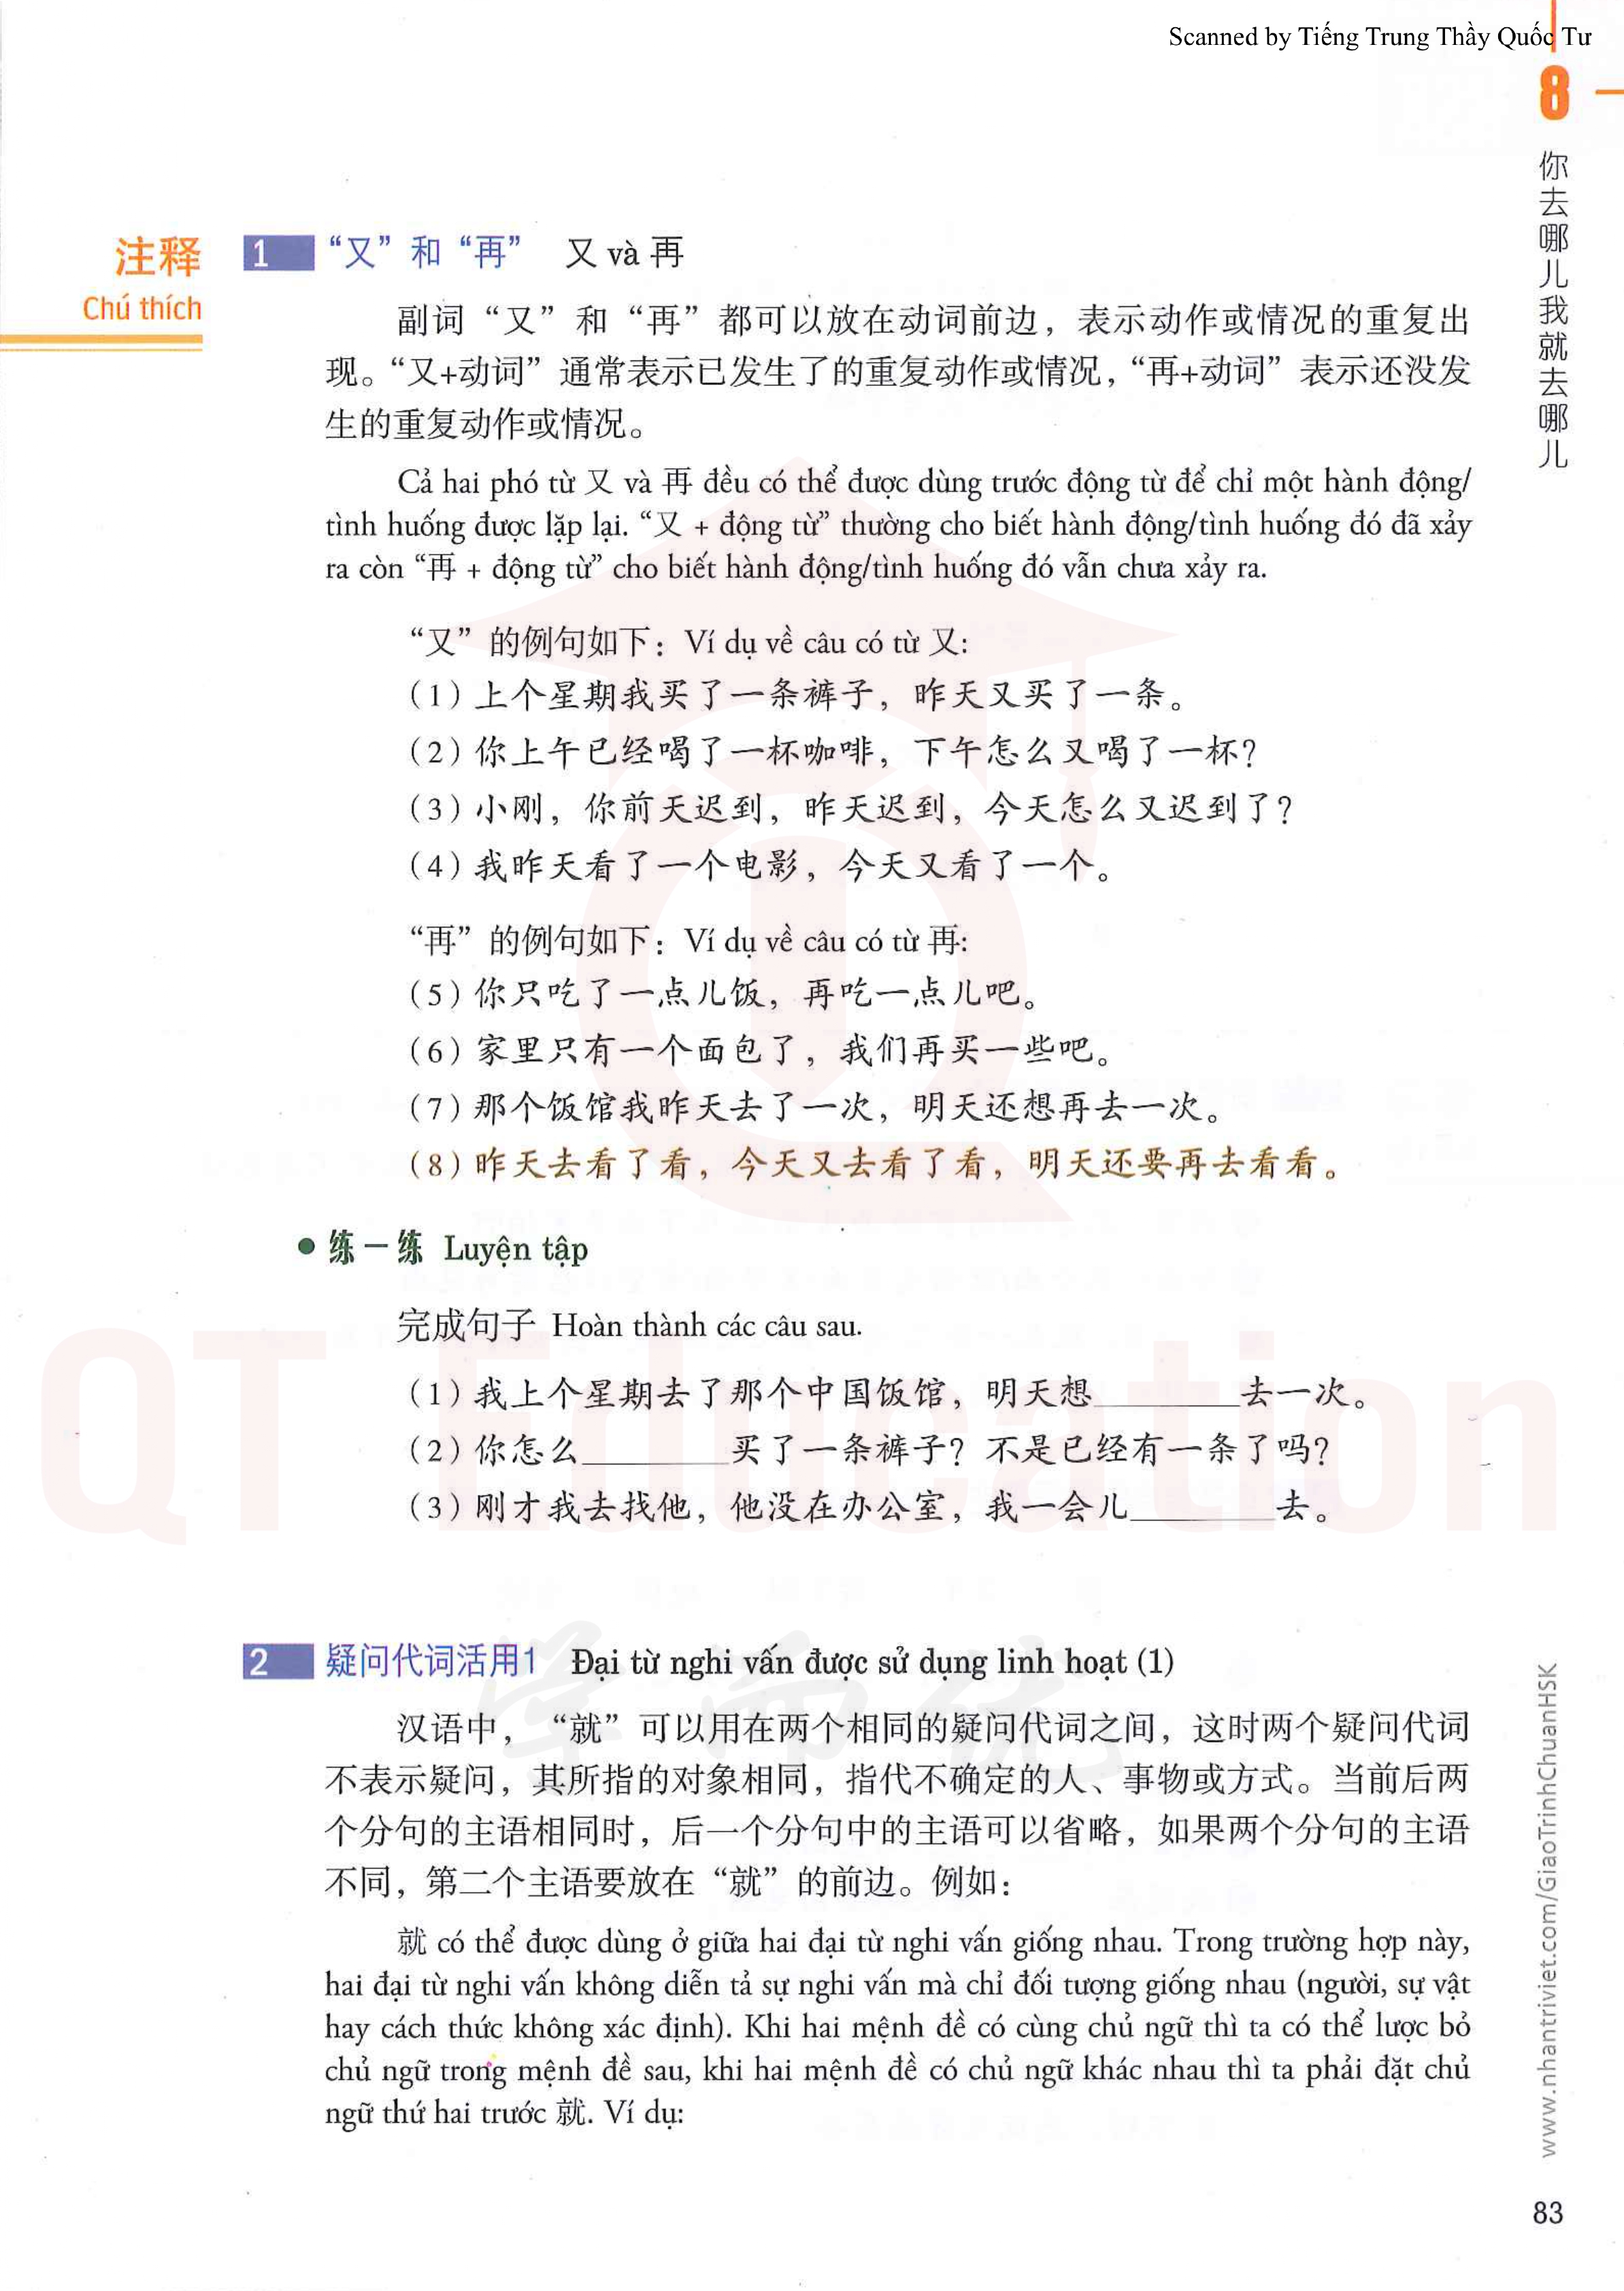 Scanned by Tiếng Trung Thầy Quốc Tư
8
你去哪儿我就去哪儿
注释
Chú thích
1 “又” 和 “再” 又 và 再
副词 “又” 和 “再” 都可以放在动词前边，表示动作或情况的重复出
现。“又+动词” 通常表示已发生了的重复动作或情况，“再+动词” 表示还没发
生的重复动作或情况。
Cả hai phó từ 又 và 再 đều có thể được dùng trước động từ để chỉ một hành động/
tình huống được lặp lại. “又 + động từ” thường cho biết hành động/tình huống đó đã xảy
ra còn “再 + động từ” cho biết hành động/tình huống đó vẫn chưa xảy ra.
“又” 的例句如下：Ví dụ về câu có từ 又:
（1）上个星期我买了一条裤子，昨天又买了一条。
（2）你上午已经喝了一杯咖啡，下午怎么又喝了一杯？
（3）小刚，你前天迟到，昨天迟到，今天怎么又迟到了？
（4）我昨天看了一个电影，今天又看了一个。
“再” 的例句如下：Ví dụ về câu có từ 再:
（5）你只吃了一点儿饭，再吃一点儿吧。
（6）家里只有一个面包了，我们再买一些吧。
（7）那个饭馆我昨天去了一次，明天还想再去一次。
（8）昨天去看了看，今天又去看了看，明天还要再去看看。
● 练一练 Luyện tập
完成句子 Hoàn thành các câu sau.
（1）我上个星期去了那个中国饭馆，明天想________去一次。
（2）你怎么________买了一条裤子？不是已经有一条了吗？
（3）刚才我去找他，他没在办公室，我一会儿________去。
QT Education
学而优
2 疑问代词活用1 Đại từ nghi vấn được sử dụng linh hoạt (1)
汉语中，“就” 可以用在两个相同的疑问代词之间，这时两个疑问代词
不表示疑问，其所指的对象相同，指代不确定的人、事物或方式。当前后两
个分句的主语相同时，后一个分句中的主语可以省略，如果两个分句的主语
不同，第二个主语要放在 “就” 的前边。例如：
就 có thể được dùng ở giữa hai đại từ nghi vấn giống nhau. Trong trường hợp này,
hai đại từ nghi vấn không diễn tả sự nghi vấn mà chỉ đối tượng giống nhau (người, sự vật
hay cách thức không xác định). Khi hai mệnh đề có cùng chủ ngữ thì ta có thể lược bỏ
chủ ngữ trong mệnh đề sau, khi hai mệnh đề có chủ ngữ khác nhau thì ta phải đặt chủ
ngữ thứ hai trước 就. Ví dụ:
www.nhantriviet.com/GiaoTrinhChuanHSK
83